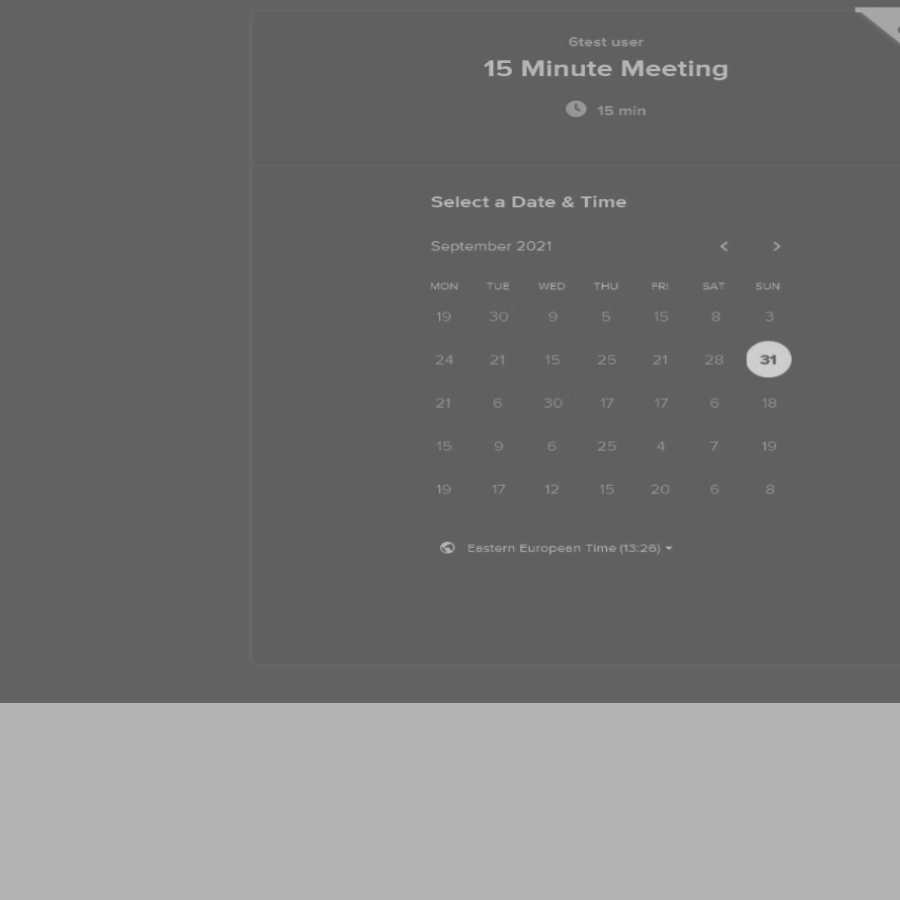 6test user
15 Minute Meeting
15 min
Select a Date & Time
September 2021
MON TUE WED THU FRI SAT SUN
19 30 9 5 15 8 3
24 21 15 25 21 28 31
21 6 30 17 17 6 18
15 9 6 25 4 7 19
19 17 12 15 20 6 8
Eastern European Time (13:26)